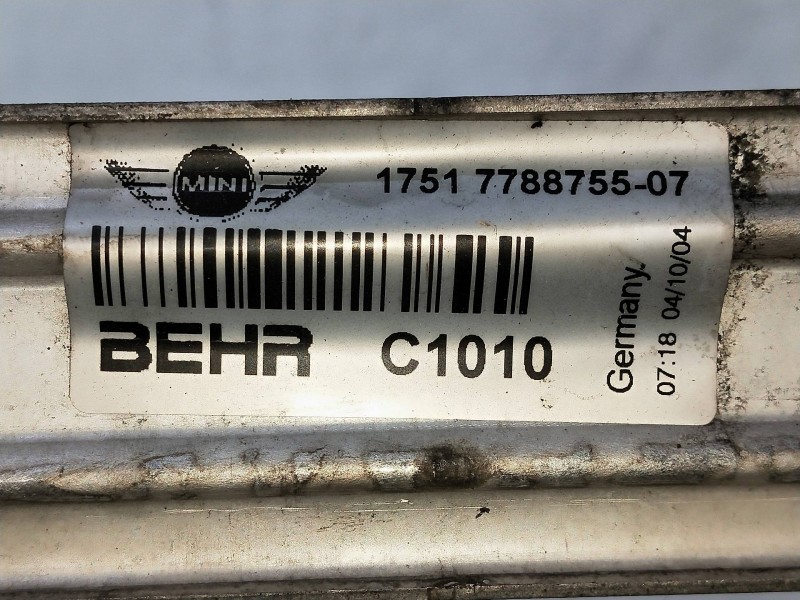 MINI
1751 7788755-07
BEHR
C1010
Germany.
07:18 04/10/04